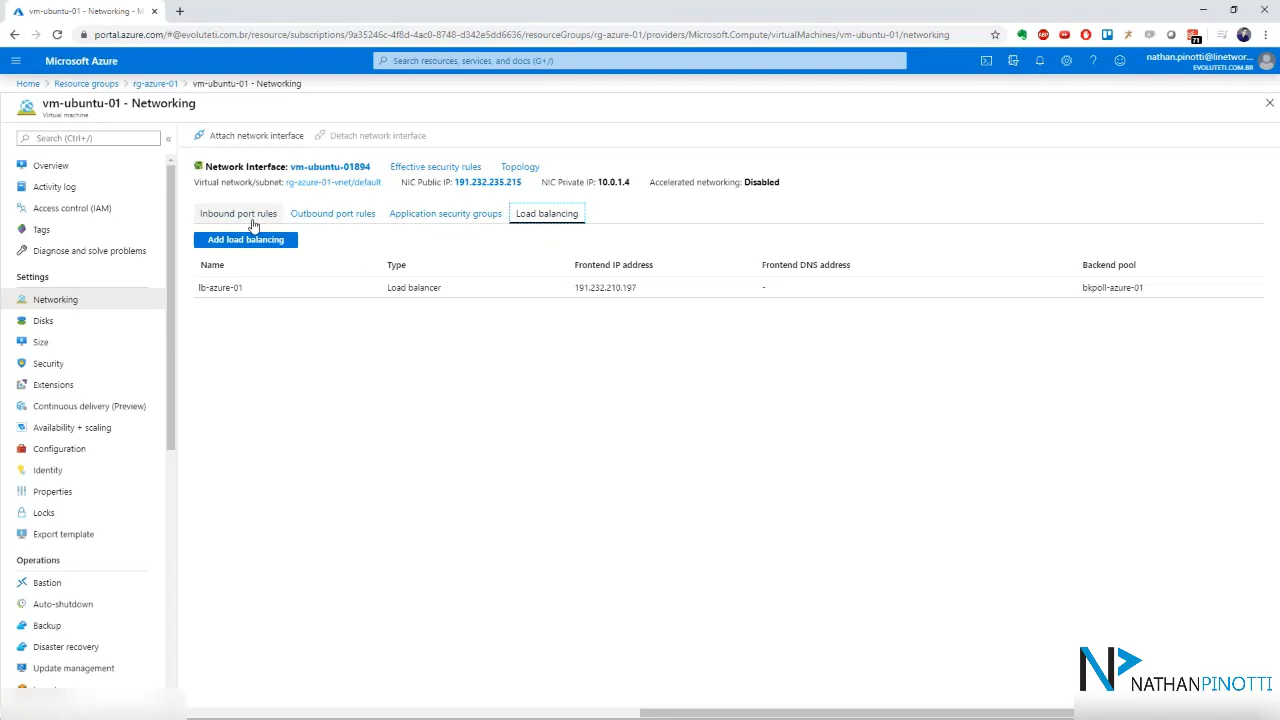 vm-ubuntu-01 - Networking - M
portal.azure.com/#@evoluteti.com.br/resource/subscriptions/9a35246c-4f8d-4ac0-8748-d342e5dd6626/resourceGroups/rg-azure-01/providers/Microsoft.Compute/virtualMachines/vm-ubuntu-01/networking
71
Microsoft Azure
Search resources, services, and docs (G+/)
nathan.pinotti@linetwor...
EVOLUTETI.COM.BR
Home > Resource groups > rg-azure-01 > vm-ubuntu-01 - Networking
vm-ubuntu-01 - Networking
Virtual machine
Search (Ctrl+/)
«
Overview
Activity log
Access control (IAM)
Tags
Diagnose and solve problems
Settings
Networking
Disks
Size
Security
Extensions
Continuous delivery (Preview)
Availability + scaling
Configuration
Identity
Properties
Locks
Export template
Operations
Bastion
Auto-shutdown
Backup
Disaster recovery
Update management
Attach network interface Detach network interface
Network Interface: vm-ubuntu-01894 Effective security rules Topology
Virtual network/subnet: rg-azure-01-vnet/default NIC Public IP: 191.232.235.215 NIC Private IP: 10.0.1.4 Accelerated networking: Disabled
Inbound port rules Outbound port rules Application security groups Load balancing
Add load balancing
Name Type Frontend IP address Frontend DNS address Backend pool
lb-azure-01 Load balancer 191.232.210.197 - bkpoll-azure-01
NATHANPINOTTI